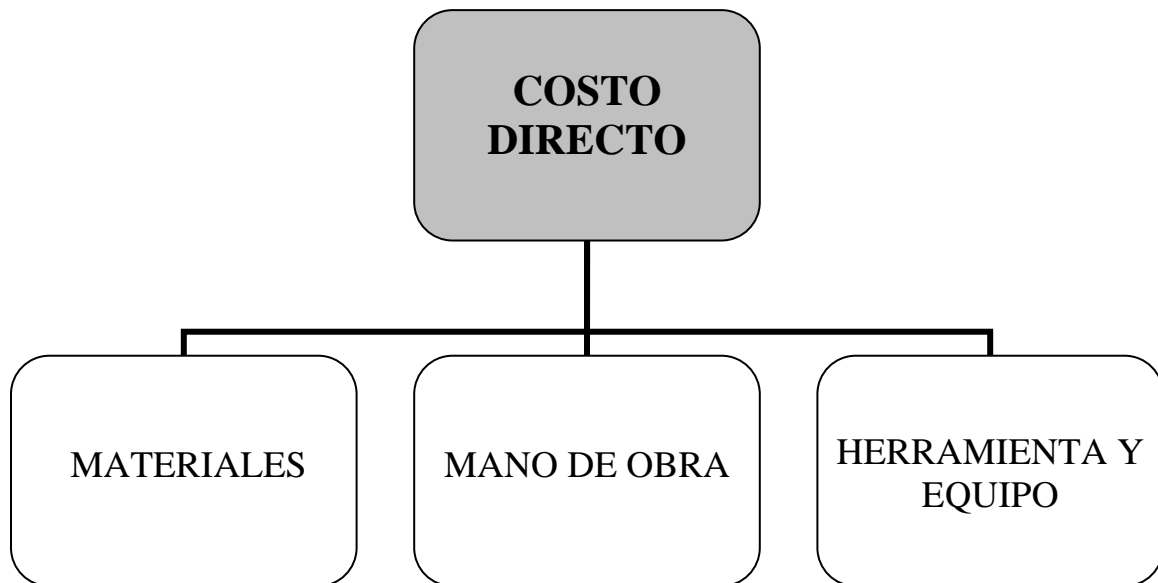 COSTO
DIRECTO
MATERIALES
MANO DE OBRA
HERRAMIENTA Y
EQUIPO